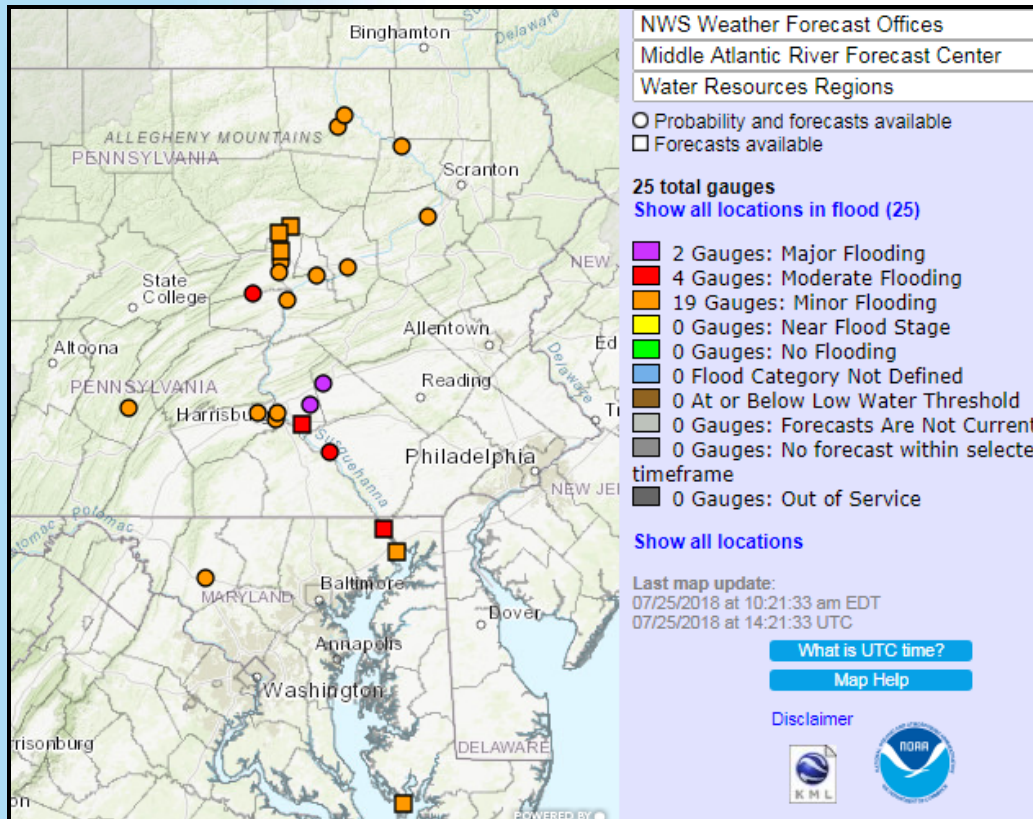 Binghamton
Delaware
ALLEGHENY MOUNTAINS
PENNSYLVANIA
Scranton
NEW
State
College
Allentown
Ed
Altoona
Delaware
PENNSYLVANIA
Reading
Harrisbu
Tr
Susquehanna
Philadelphia
NEW JE
Potomac
otomac
Baltimore
MARYLAND
Dover
Annapolis
Washington
rrisonburg
DELAWARE
on
POWERED BY
NWS Weather Forecast Offices
Middle Atlantic River Forecast Center
Water Resources Regions
Probability and forecasts available
Forecasts available
25 total gauges
Show all locations in flood (25)
2 Gauges: Major Flooding
4 Gauges: Moderate Flooding
19 Gauges: Minor Flooding
0 Gauges: Near Flood Stage
0 Gauges: No Flooding
0 Flood Category Not Defined
0 At or Below Low Water Threshold
0 Gauges: Forecasts Are Not Current
0 Gauges: No forecast within selecte
timeframe
0 Gauges: Out of Service
Show all locations
Last map update:
07/25/2018 at 10:21:33 am EDT
07/25/2018 at 14:21:33 UTC
What is UTC time?
Map Help
Disclaimer
KML
NOAA